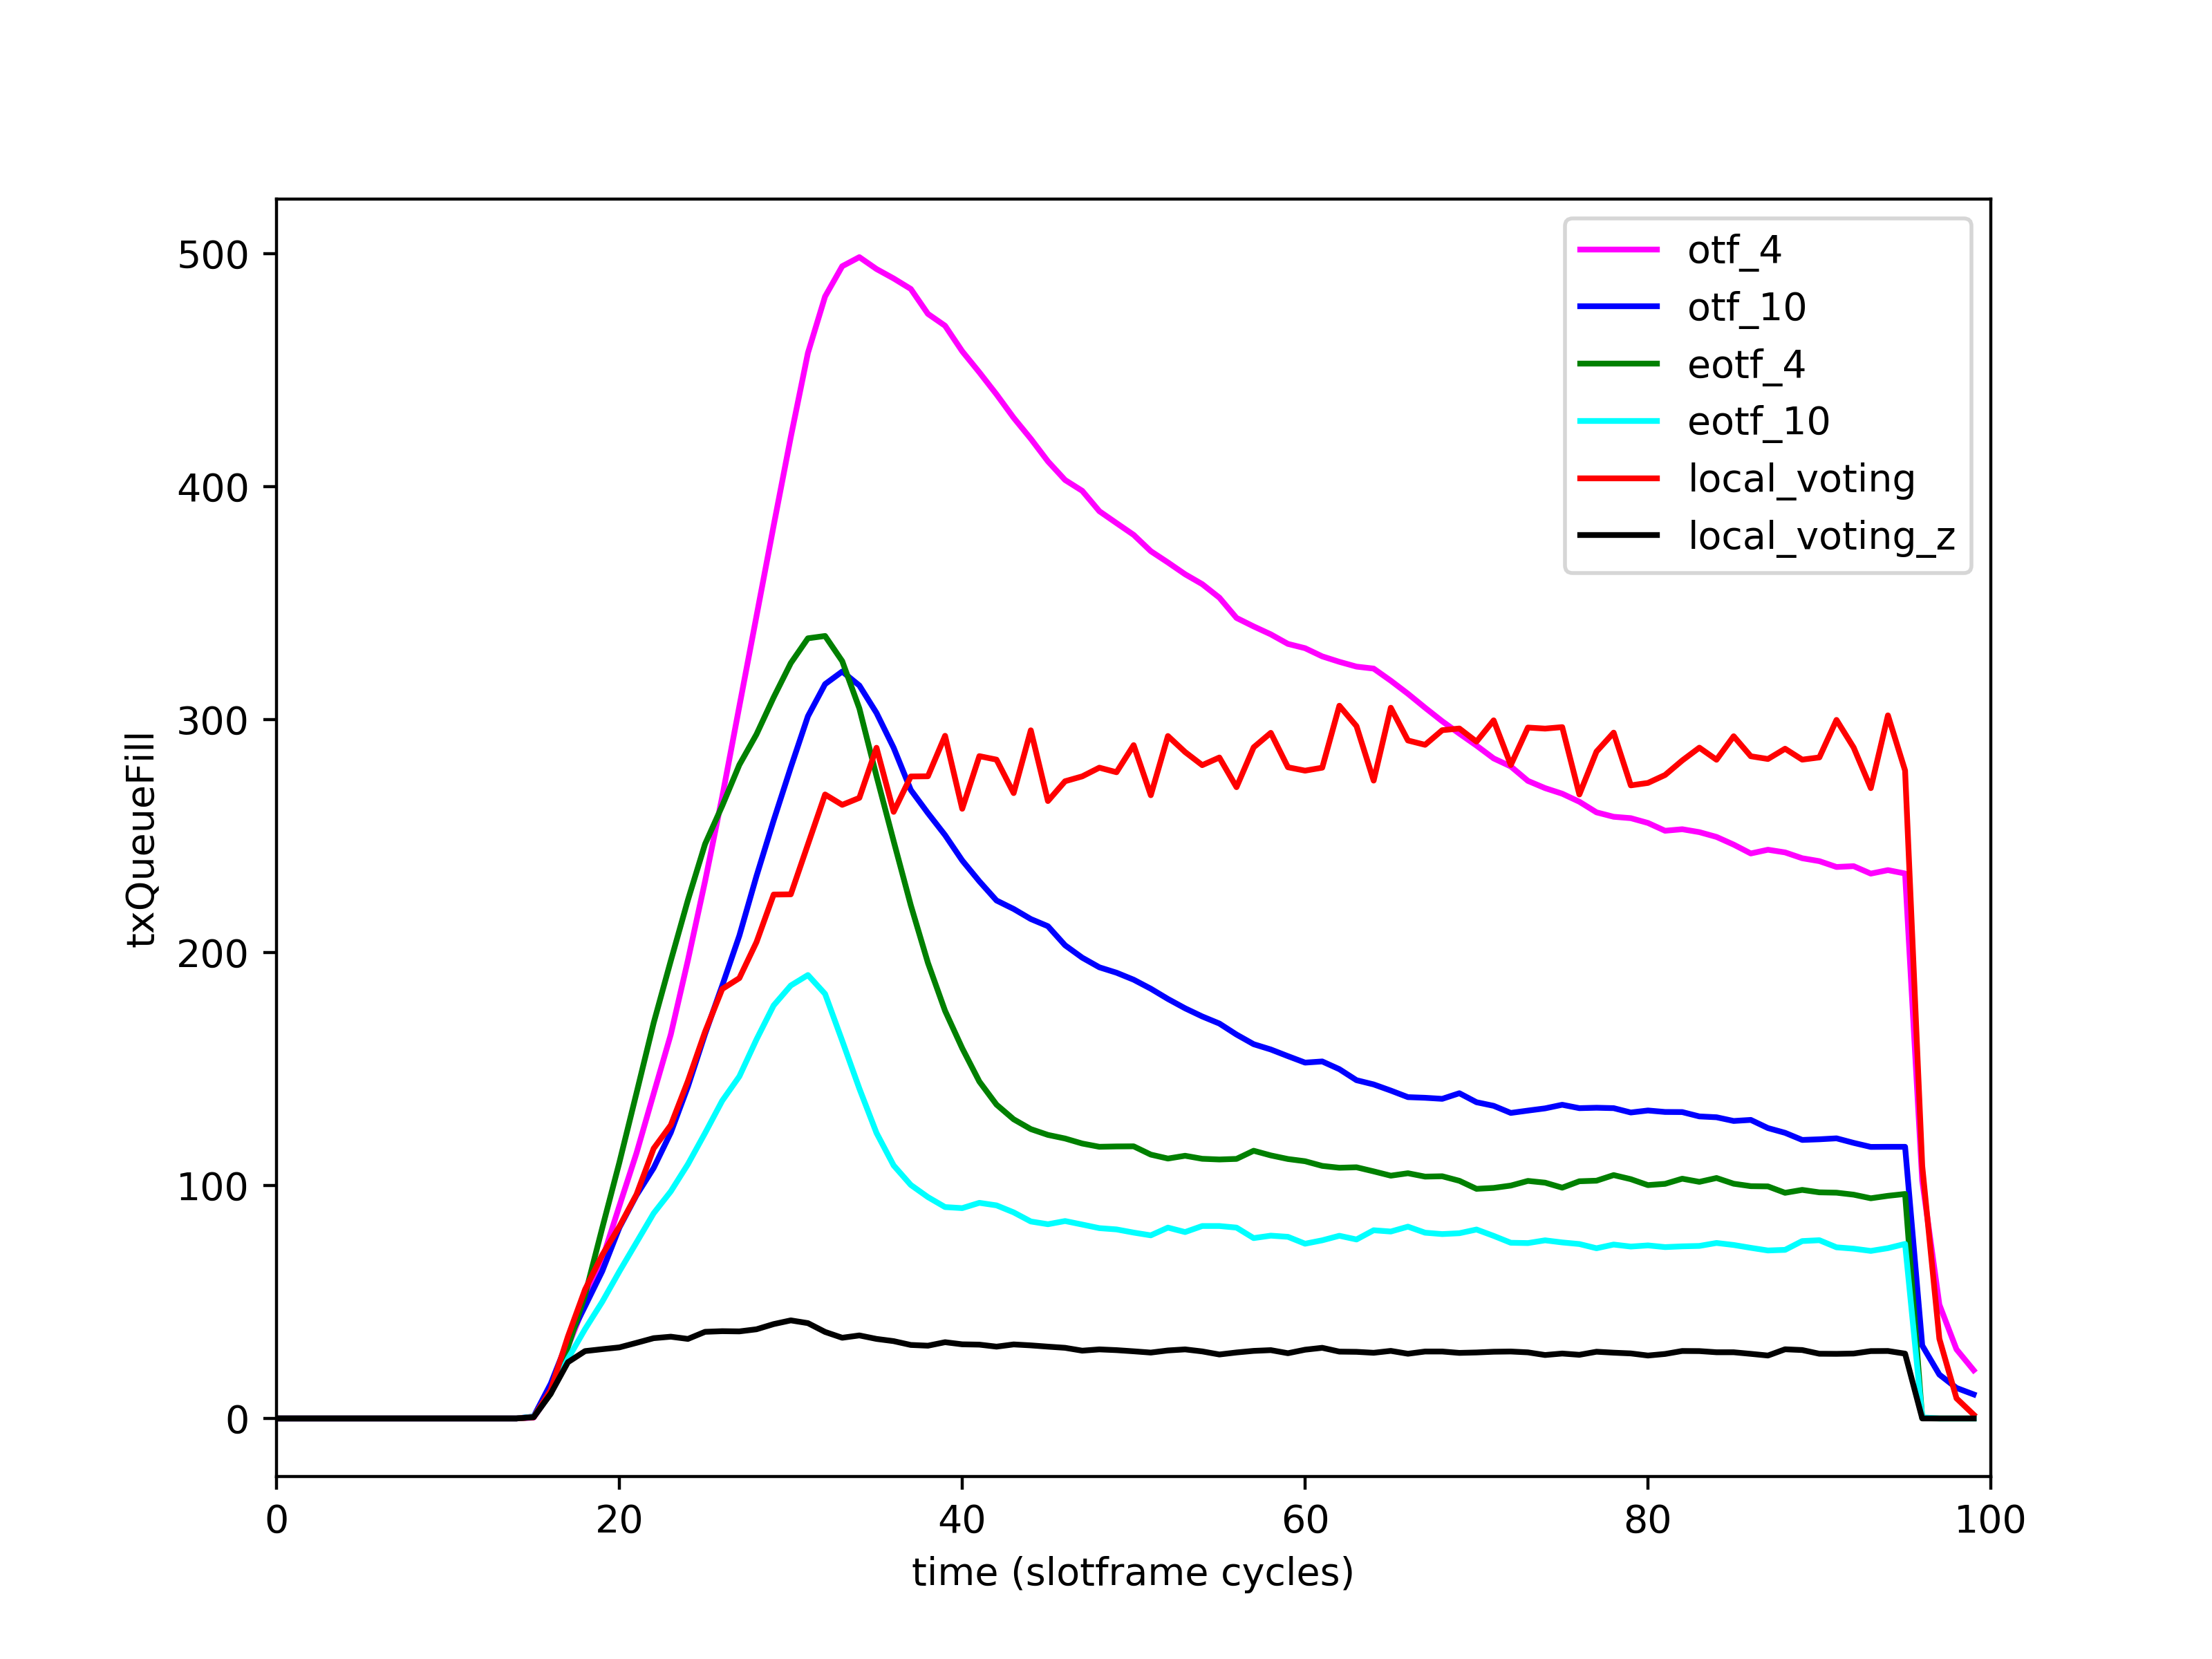 otf_4
otf_10
eotf_4
eotf_10
local_voting
local_voting_z
txQueueFill
500
400
300
200
100
0
0 20 40 60 80 100
time (slotframe cycles)